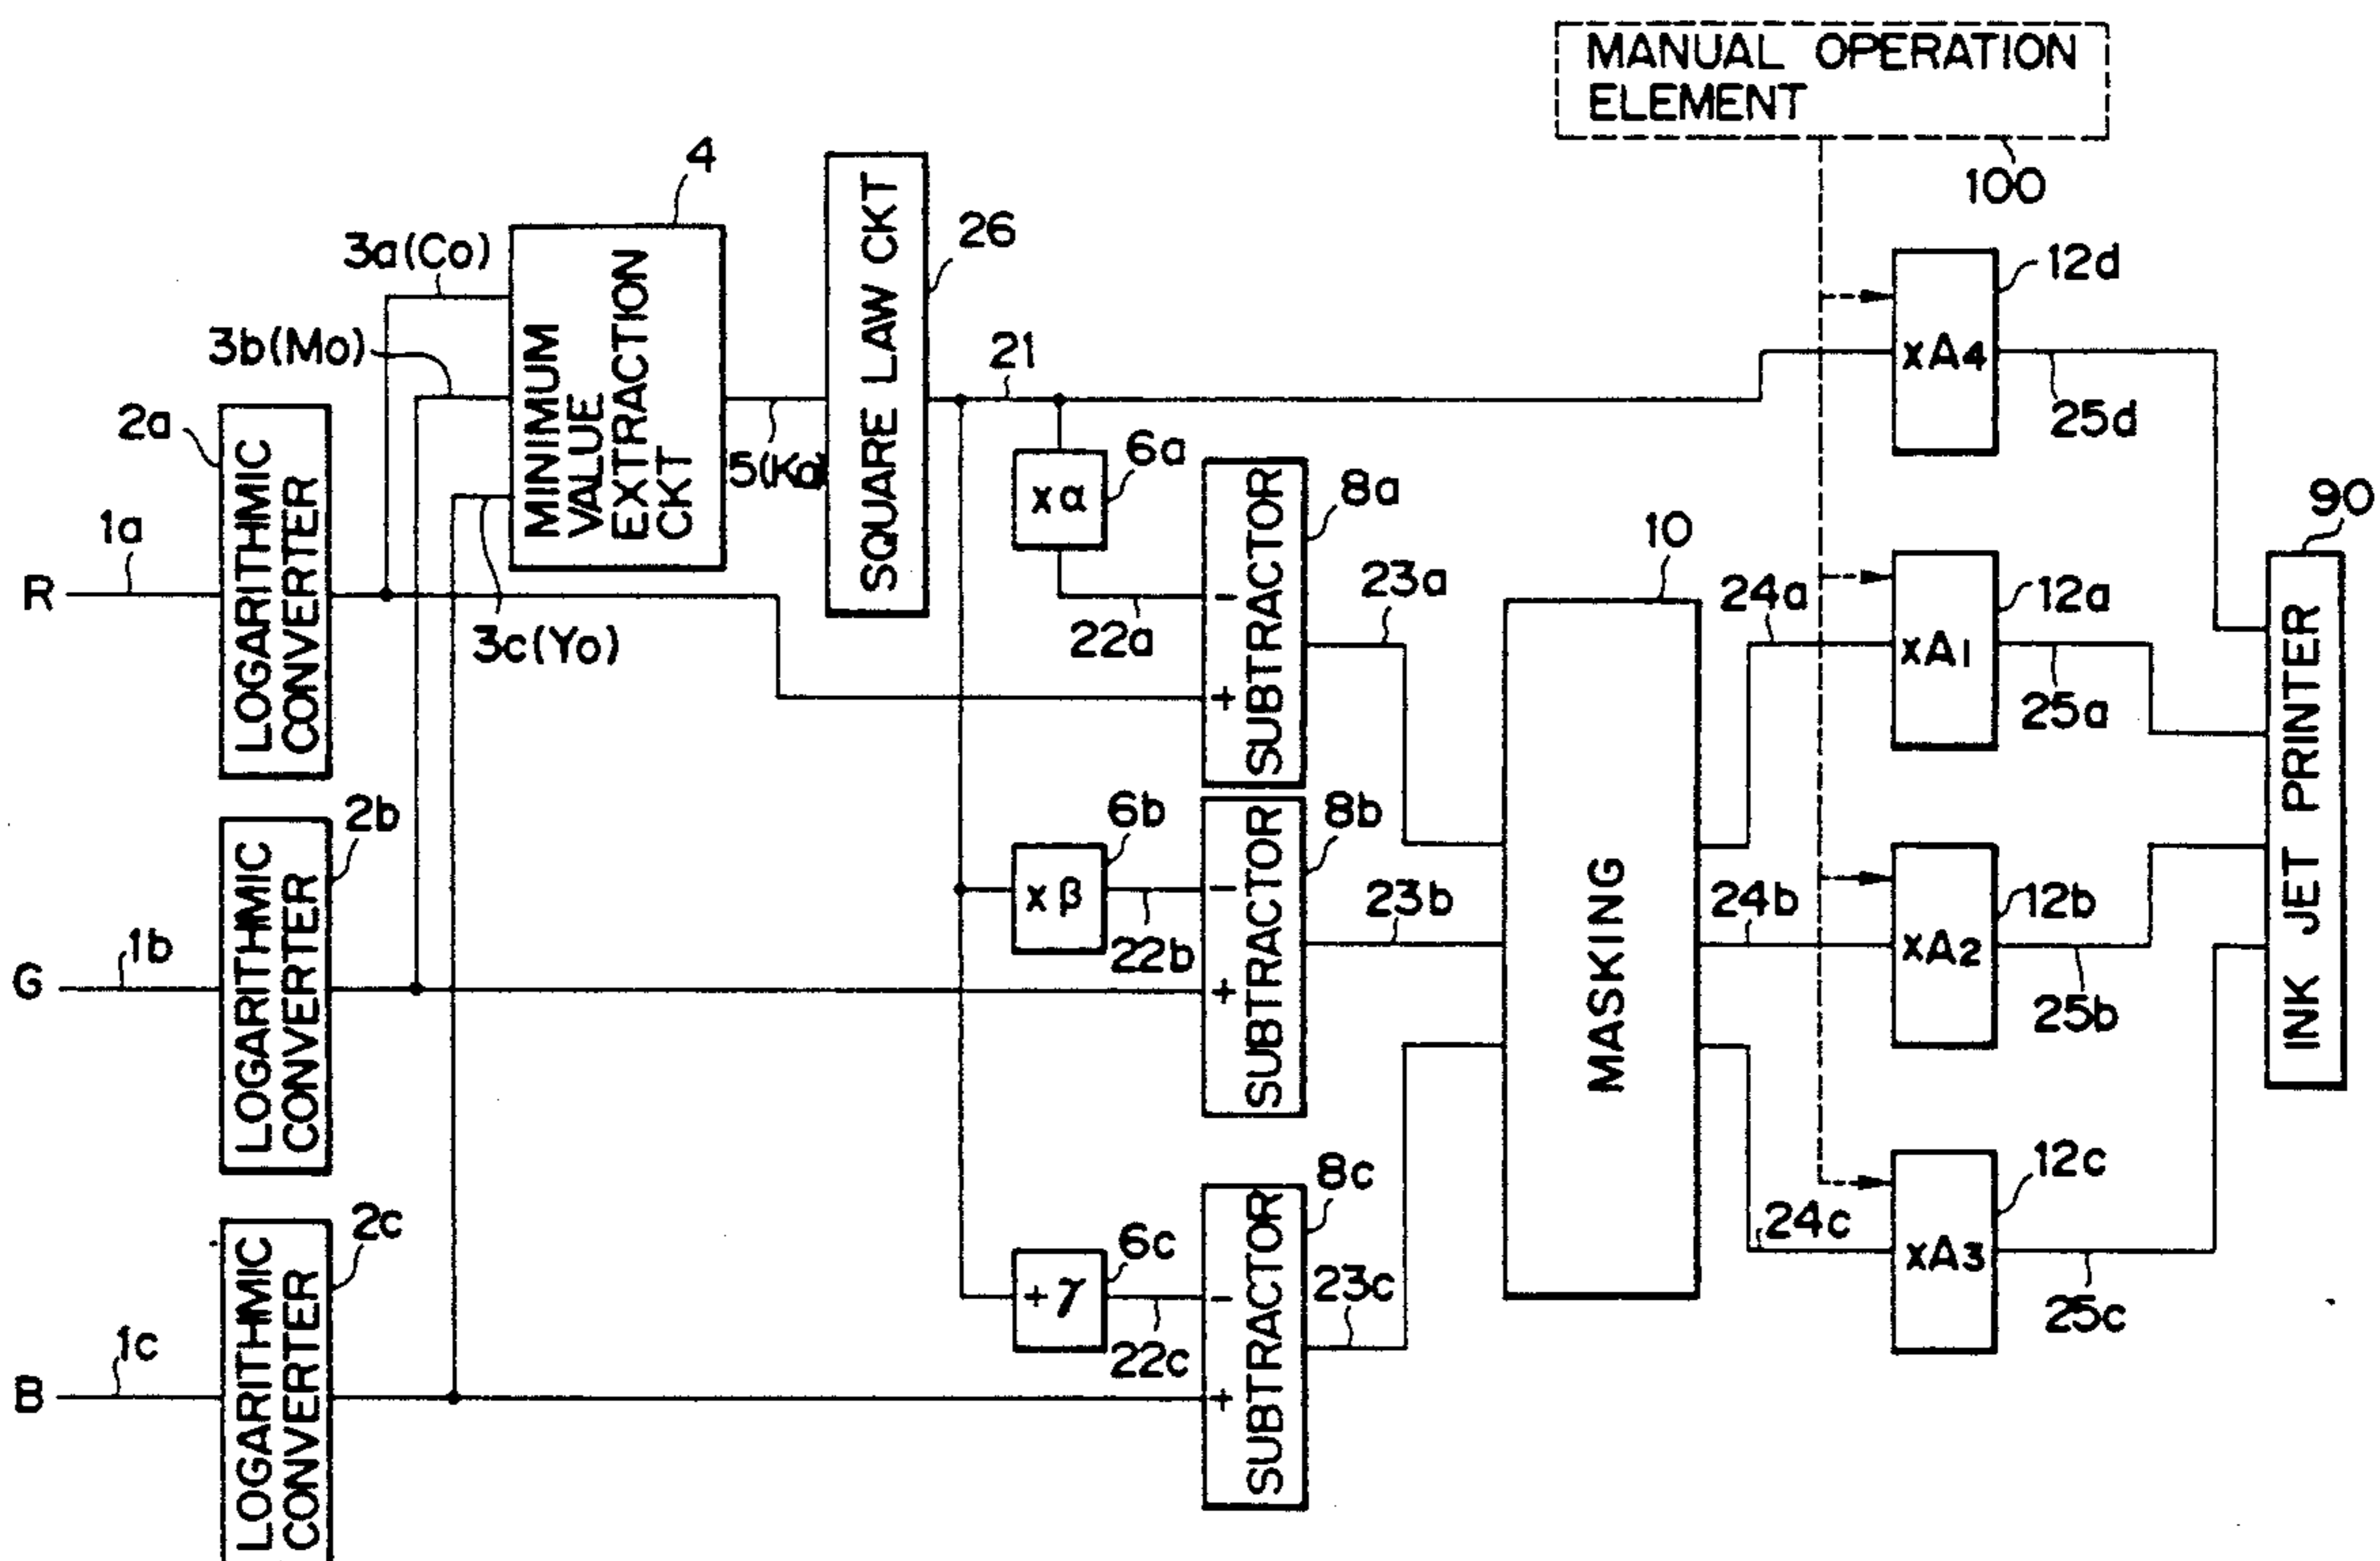 MANUAL OPERATION
ELEMENT
100
4
26
SQUARE LAW CKT
3a(Co)
3b(Mo)
3c(Yo)
MINIMUM
VALUE
EXTRACTION
CKT
5(Ko)
21
12d
xA4
25d
2a
LOGARITHMIC
CONVERTER
R
1a
6a
xα
22a
8a
-
+
SUBTRACTOR
23a
10
MASKING
24a
12a
xA1
25a
90
INK JET PRINTER
2b
LOGARITHMIC
CONVERTER
G
1b
6b
xβ
22b
8b
-
+
SUBTRACTOR
23b
24b
12b
xA2
25b
2c
LOGARITHMIC
CONVERTER
B
1c
6c
+γ
22c
8c
-
+
SUBTRACTOR
23c
24c
12c
xA3
25c